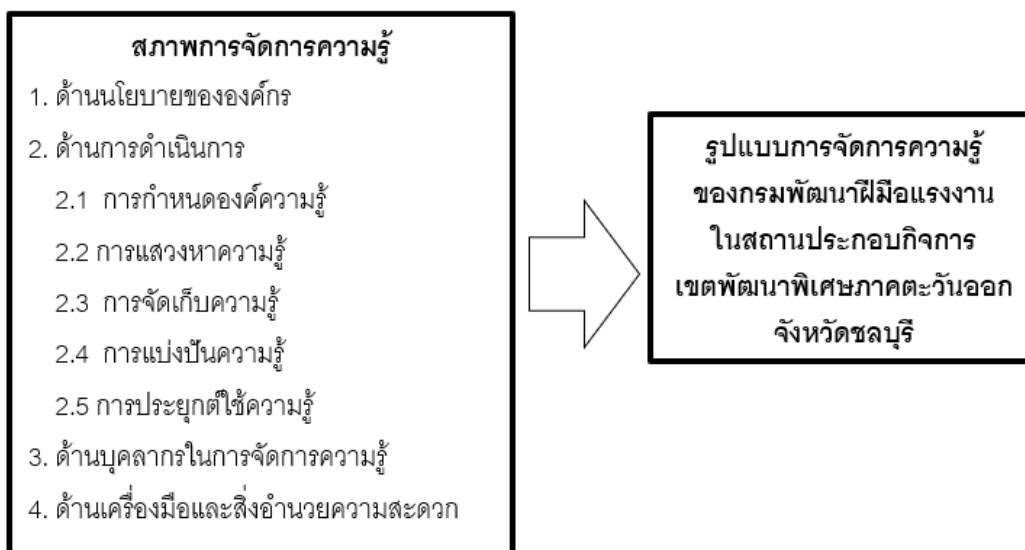 สภาพการจัดการความรู้
1. ด้านนโยบายขององค์กร
2. ด้านการดำเนินการ
2.1 การกำหนดองค์ความรู้
2.2 การแสวงหาความรู้
2.3 การจัดเก็บความรู้
2.4 การแบ่งปันความรู้
2.5 การประยุกต์ใช้ความรู้
3. ด้านบุคลากรในการจัดการความรู้
4. ด้านเครื่องมือและสิ่งอำนวยความสะดวก
รูปแบบการจัดการความรู้
ของกรมพัฒนาฝีมือแรงงาน
ในสถานประกอบกิจการ
เขตพัฒนาพิเศษภาคตะวันออก
จังหวัดชลบุรี